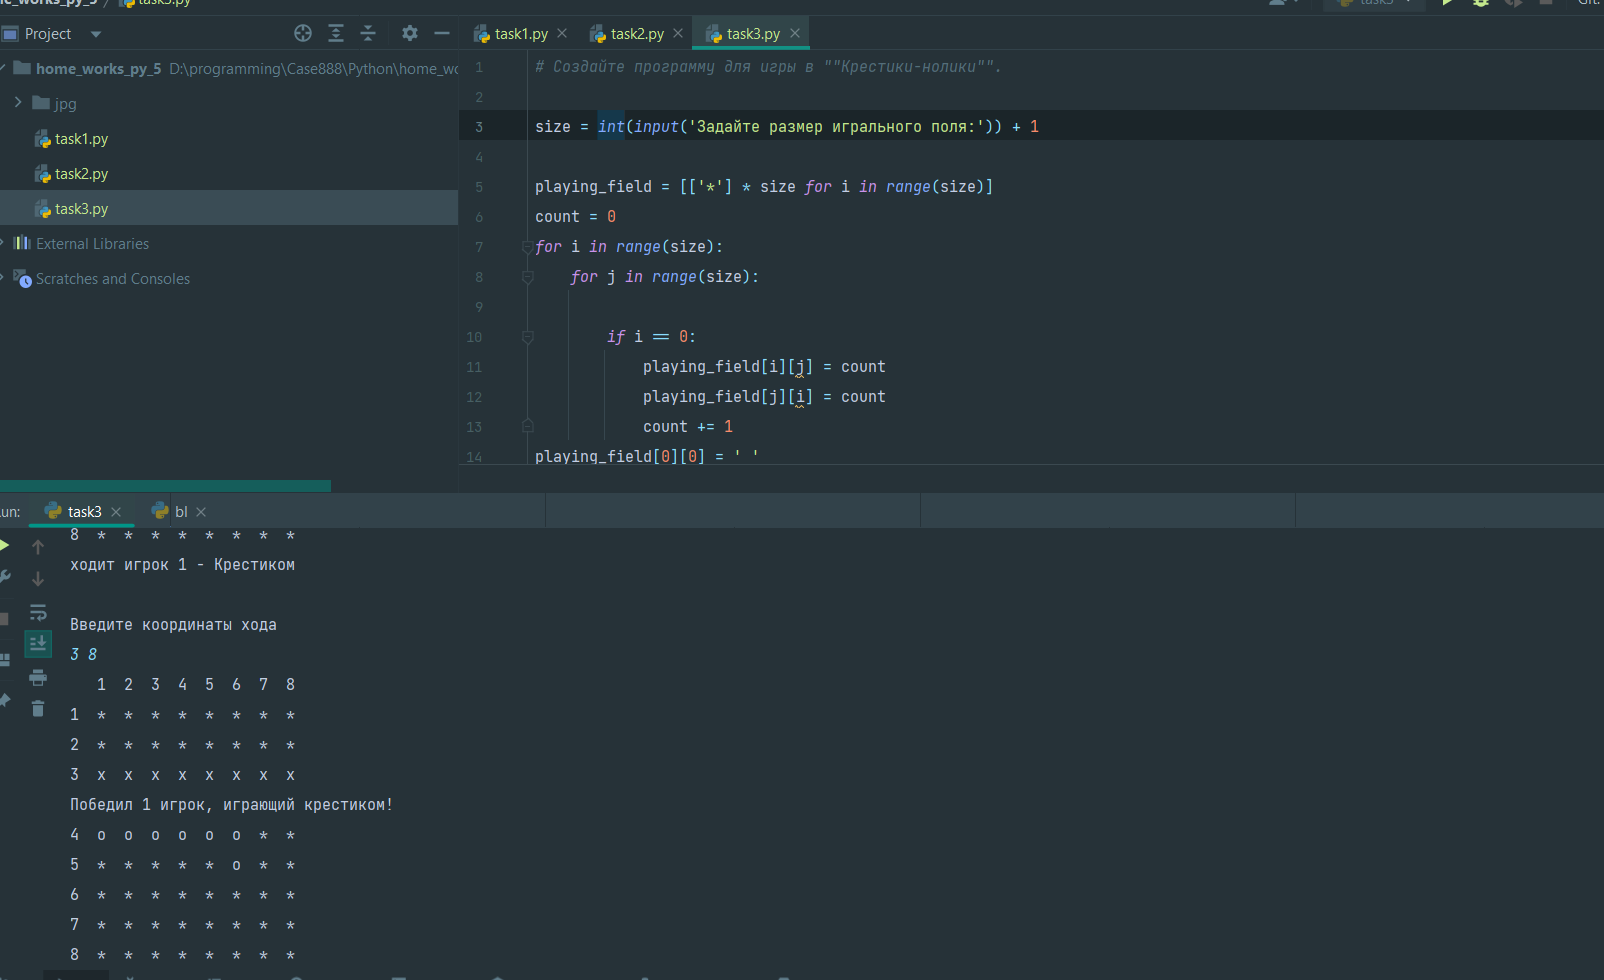 task3.py
Project
task1.py
task2.py
task3.py
home_works_py_5 D:\programming\Case888\Python\home_wo
jpg
task1.py
task2.py
task3.py
External Libraries
Scratches and Consoles
1 # Создайте программу для игры в ""Крестики-нолики"".
2
3 size = int(input('Задайте размер игрального поля:')) + 1
4
5 playing_field = [['*'] * size for i in range(size)]
6 count = 0
7 for i in range(size):
8 for j in range(size):
9
10 if i == 0:
11 playing_field[i][j] = count
12 playing_field[j][i] = count
13 count += 1
14 playing_field[0][0] = ' '
un: task3 bl
8 * * * * * * * *
ходит игрок 1 - Крестиком
Введите координаты хода
3 8
1 2 3 4 5 6 7 8
1 * * * * * * * *
2 * * * * * * * *
3 x x x x x x x x
Победил 1 игрок, играющий крестиком!
4 o o o o o o * *
5 * * * * * o * *
6 * * * * * * * *
7 * * * * * * * *
8 * * * * * * * *